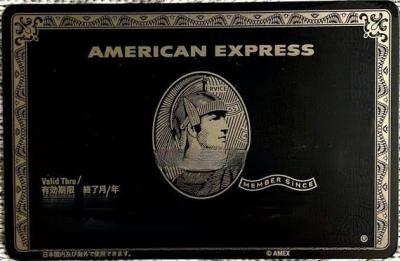 AMERICAN EXPRESS
RVICE
Valid Thru/
有効期限 終了月/年
MEMBER SINCE
日本国内及び海外で使用できます。
© AMEX